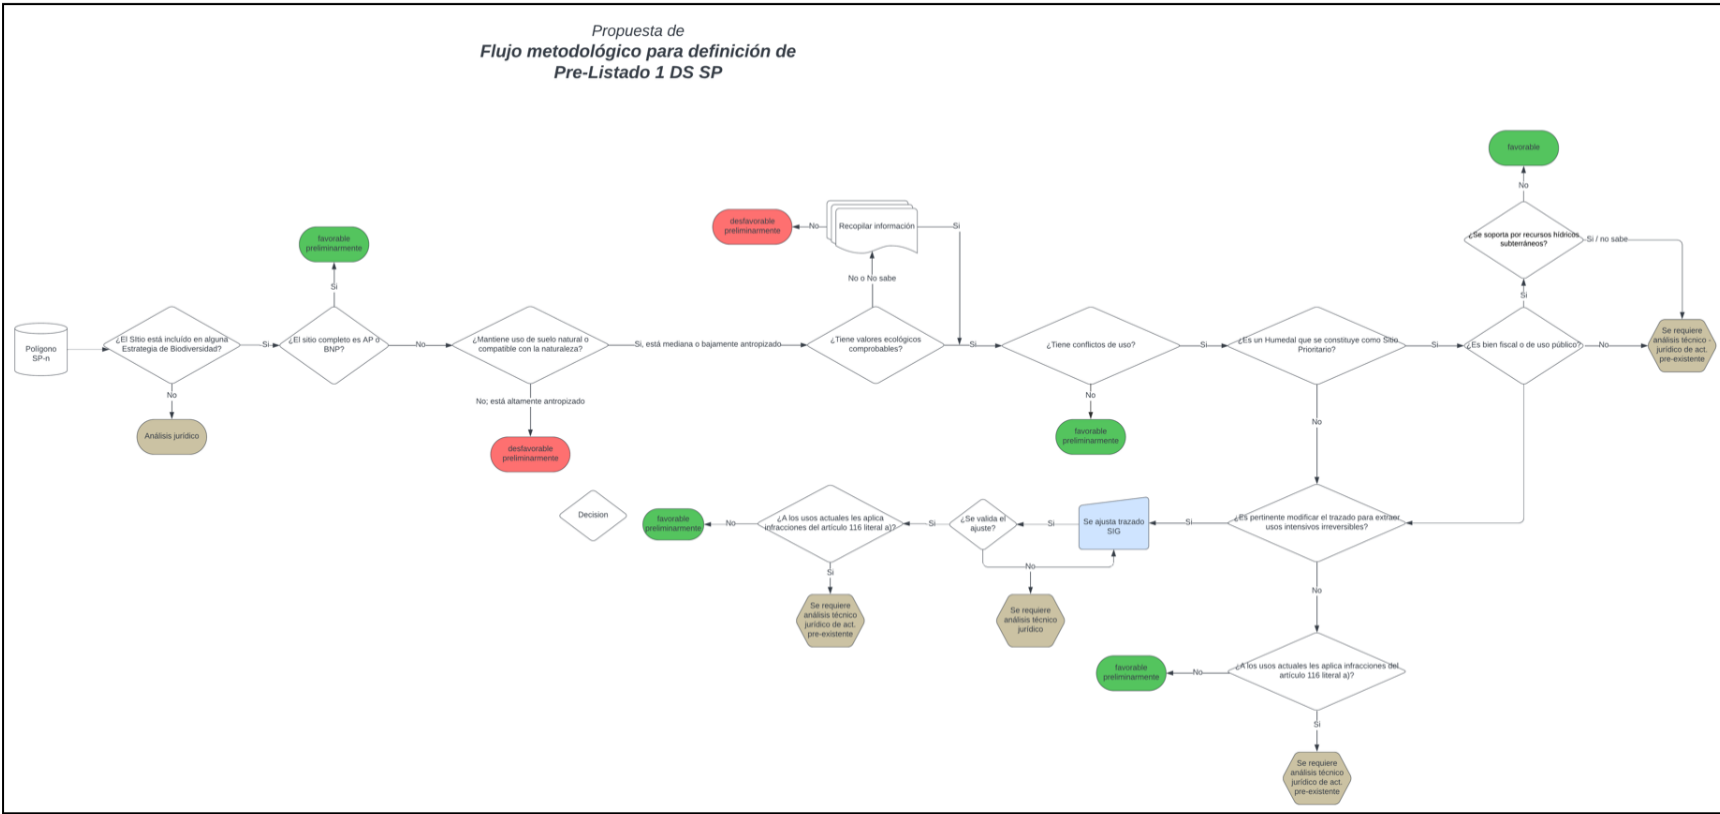 Propuesta de
Flujo metodológico para definición de
Pre-Listado 1 DS SP
Polígono
SP-n
¿El SItio está incluído en alguna
Estrategia de Biodiversidad?
Si
No
Análisis jurídico
¿El sitio completo es AP o
BNP?
Si
favorable
preliminarmente
No
¿Mantiene uso de suelo natural o
compatible con la naturaleza?
Si, está mediana o bajamente antropizado
No; está altamente antropizado
desfavorable
preliminarmente
¿Tiene valores ecológicos
comprobables?
No o No sabe
Recopilar información
No
desfavorable
preliminarmente
Si
Si
¿Tiene conflictos de uso?
No
favorable
preliminarmente
Si
¿Es un Humedal que se constituye como Sitio
Prioritario?
Si
No
¿Es bien fiscal o de uso público?
No
Si
¿Se soporta por recursos hídricos
subterráneos?
No
favorable
Si / no sabe
Se requiere
análisis técnico -
jurídico de act.
pre-existente
¿Es pertinente modificar el trazado para extraer
usos intensivos irreversibles?
Si
Se ajusta trazado
SIG
Si
¿Se valida el
ajuste?
No
Se requiere
análisis técnico
jurídico
Si
¿A los usos actuales les aplica
infracciones del artículo 116 literal a)?
No
favorable
preliminarmente
Si
Se requiere
análisis técnico
jurídico de act.
pre-existente
Decision
No
¿A los usos actuales les aplica infracciones del
artículo 116 literal a)?
No
favorable
preliminarmente
Si
Se requiere
análisis técnico
jurídico de act.
pre-existente